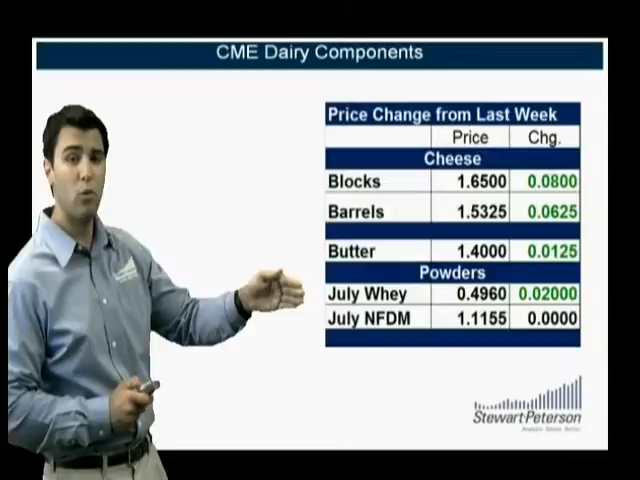 CME Dairy Components
Price Change from Last Week
Price Chg.
Cheese
Blocks 1.6500 0.0800
Barrels 1.5325 0.0625
Butter 1.4000 0.0125
Powders
July Whey 0.4960 0.02000
July NFDM 1.1155 0.0000
Stewart-Peterson